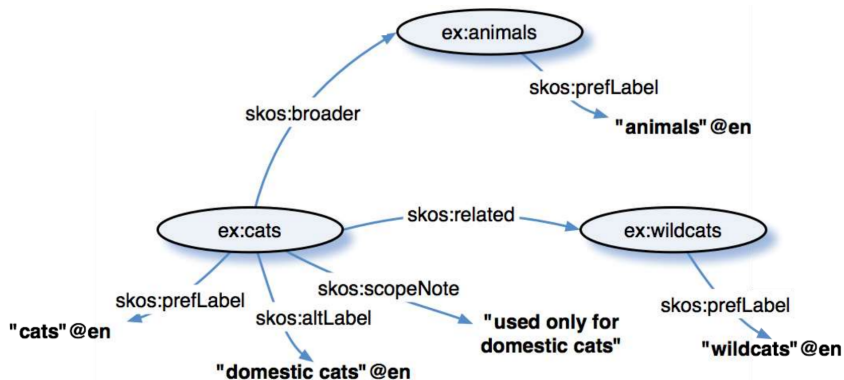 ex:animals
skos:prefLabel
skos:broader
"animals"@en
skos:related
ex:cats
ex:wildcats
skos:scopeNote
skos:prefLabel
skos:prefLabel
skos:altLabel
"cats"@en
"used only for
domestic cats"
"wildcats"@en
"domestic cats"@en